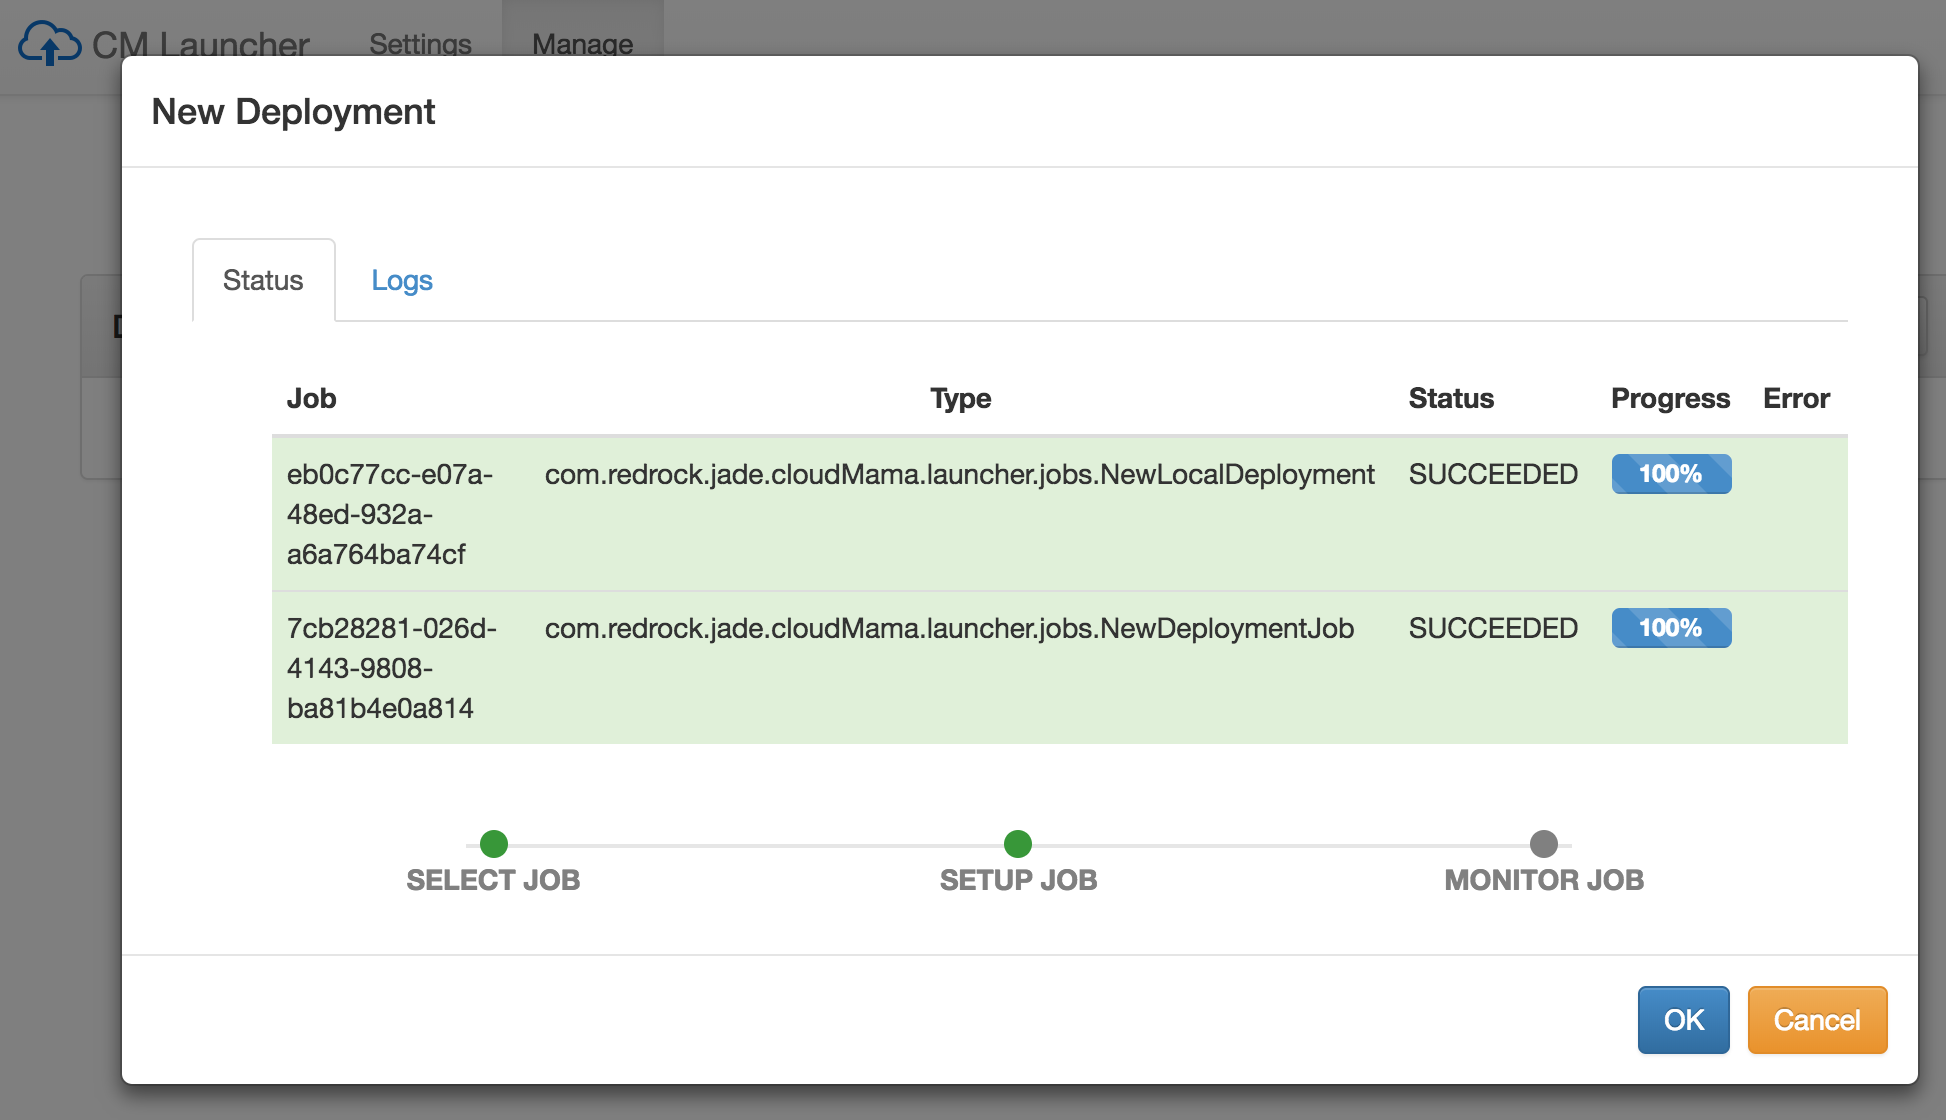 CM Launcher Settings Manage
New Deployment
Status Logs
Job Type Status Progress Error
eb0c77cc-e07a- com.redrock.jade.cloudMama.launcher.jobs.NewLocalDeployment SUCCEEDED 100%
48ed-932a-
a6a764ba74cf
7cb28281-026d- com.redrock.jade.cloudMama.launcher.jobs.NewDeploymentJob SUCCEEDED 100%
4143-9808-
ba81b4e0a814
SELECT JOB SETUP JOB MONITOR JOB
OK Cancel